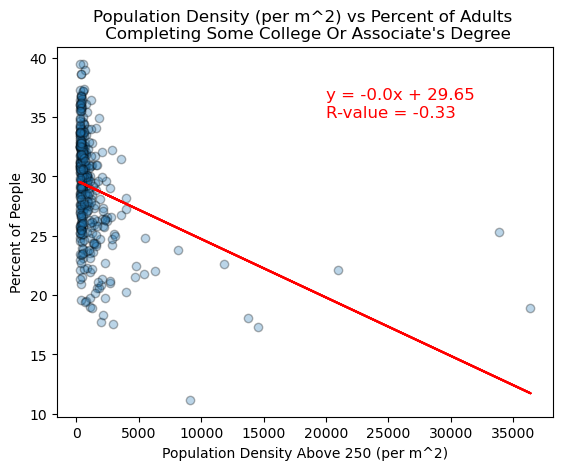 Population Density (per m^2) vs Percent of Adults
Completing Some College Or Associate's Degree
y = -0.0x + 29.65
R-value = -0.33
Percent of People
40
35
30
25
20
15
10
0 5000 10000 15000 20000 25000 30000 35000
Population Density Above 250 (per m^2)